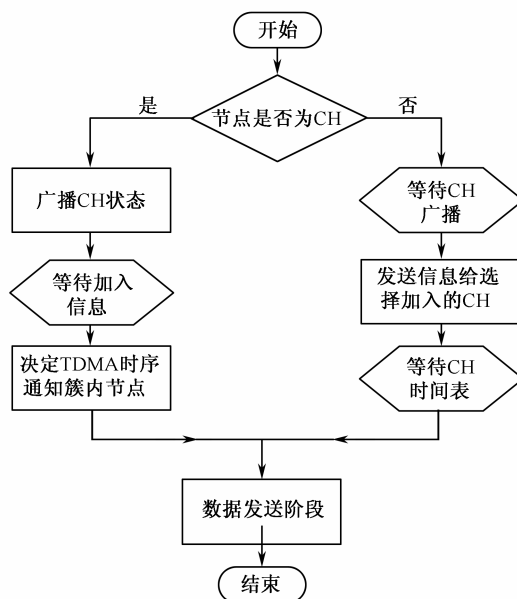 开始
节点是否为CH
是
否
广播CH状态
等待CH
广播
等待加入
信息
发送信息给选
择加入的CH
决定TDMA时序
通知簇内节点
等待CH
时间表
数据发送阶段
结束